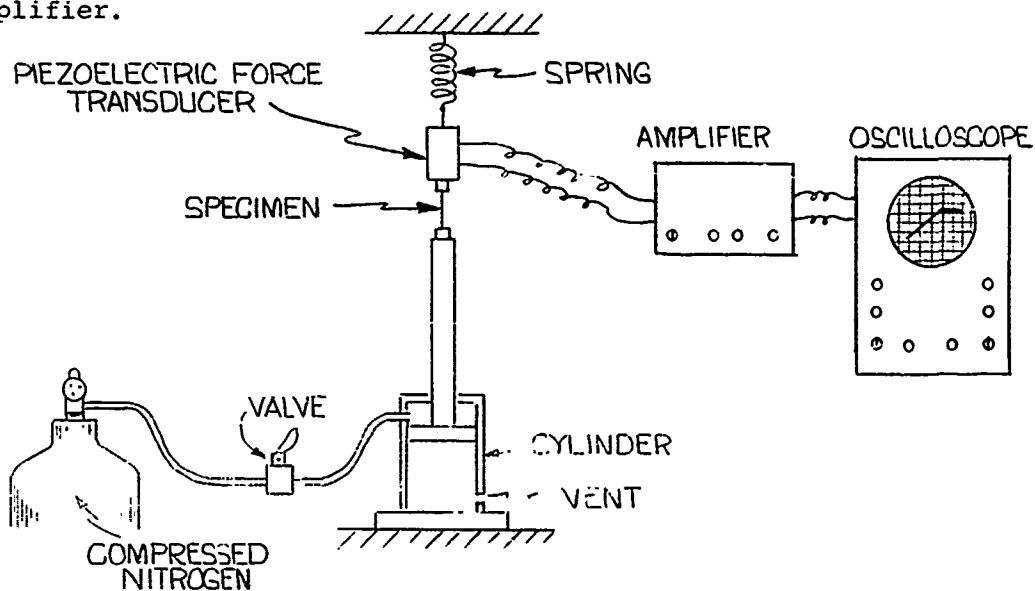 plifier.
SPRING
PIEZOELECTRIC FORCE
TRANSDUCER
AMPLIFIER
OSCILLOSCOPE
SPECIMEN
VALVE
CYLINDER
VENT
COMPRESSED
NITROGEN